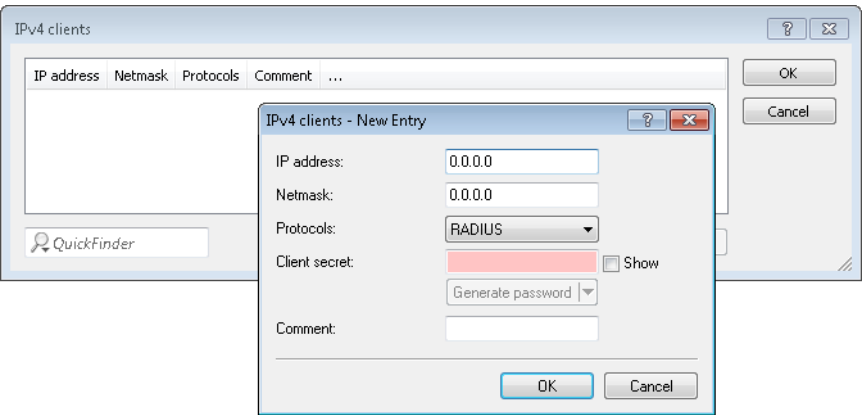 IPv4 clients
IP address Netmask Protocols Comment ...
OK
Cancel
QuickFinder
IPv4 clients - New Entry
IP address: 0.0.0.0
Netmask: 0.0.0.0
Protocols: RADIUS
Client secret: Show
Generate password
Comment:
OK Cancel